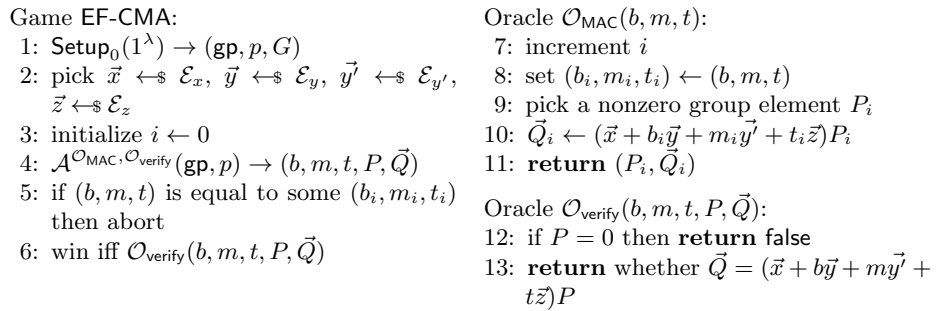 Game EF-CMA:
1: Setup₀(1^λ) → (gp, p, G)
2: pick x⃗ ←$ ℰ_x, y⃗ ←$ ℰ_y, y⃗' ←$ ℰ_y',
z⃗ ←$ ℰ_z
3: initialize i ← 0
4: 𝒜^{𝒪_MAC, 𝒪_verify}(gp, p) → (b, m, t, P, Q⃗)
5: if (b, m, t) is equal to some (b_i, m_i, t_i)
then abort
6: win iff 𝒪_verify(b, m, t, P, Q⃗)
Oracle 𝒪_MAC(b, m, t):
7: increment i
8: set (b_i, m_i, t_i) ← (b, m, t)
9: pick a nonzero group element P_i
10: Q⃗_i ← (x⃗ + b_i y⃗ + m_i y⃗' + t_i z⃗)P_i
11: return (P_i, Q⃗_i)
Oracle 𝒪_verify(b, m, t, P, Q⃗):
12: if P = 0 then return false
13: return whether Q⃗ = (x⃗ + by⃗ + my⃗' +
tz⃗)P